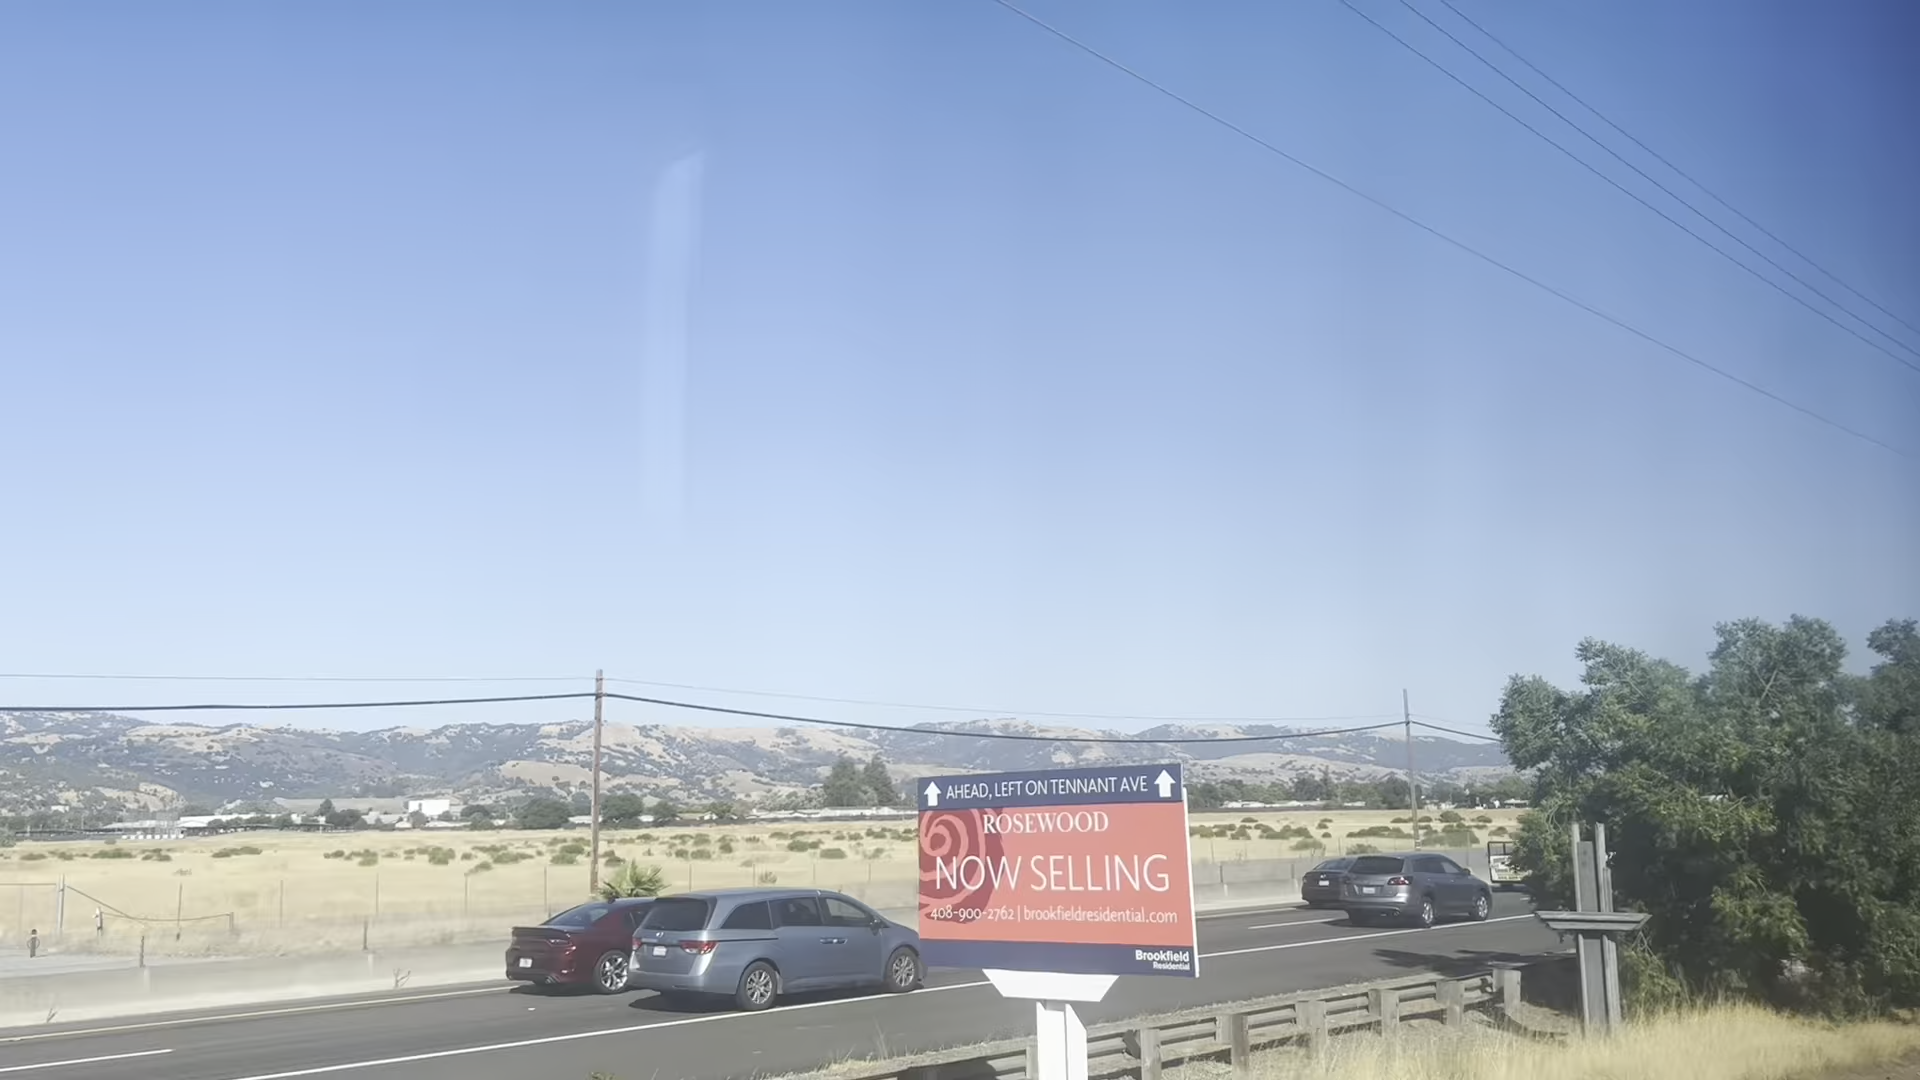 AHEAD, LEFT ON TENNANT AVE
ROSEWOOD
NOW SELLING
408-900-2762 | brookfieldresidential.com
Brookfield
Residential